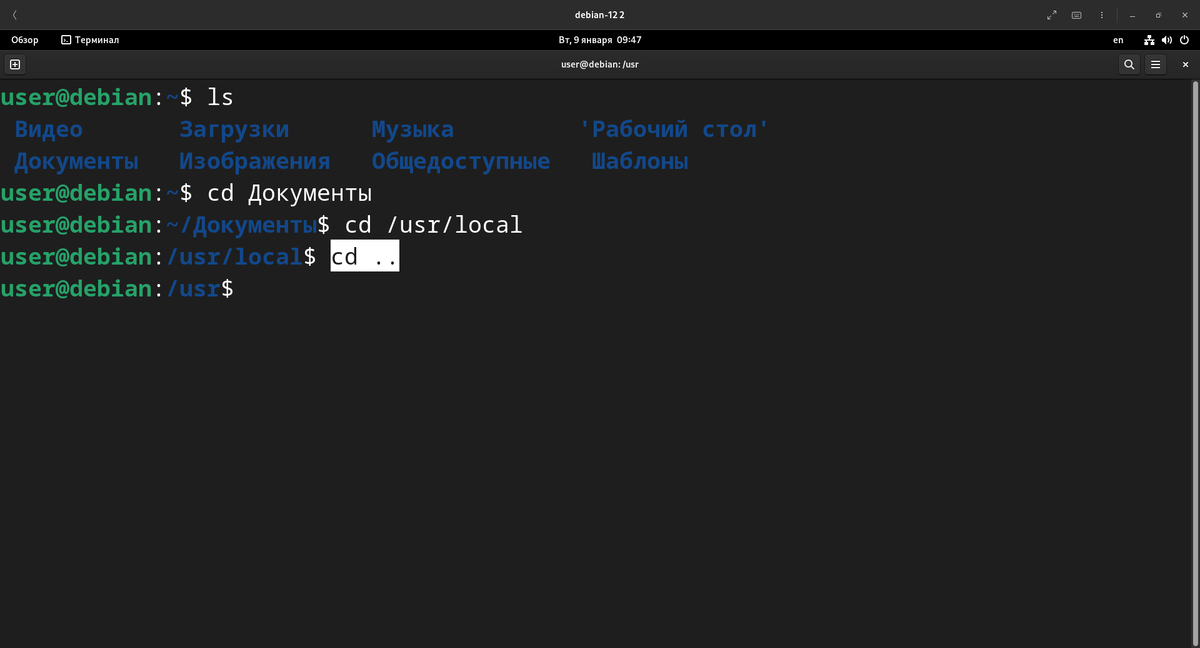 debian-12 2
Обзор Терминал Вт, 9 января 09:47 en
user@debian: /usr
user@debian:~$ ls
Видео Загрузки Музыка 'Рабочий стол'
Документы Изображения Общедоступные Шаблоны
user@debian:~$ cd Документы
user@debian:~/Документы$ cd /usr/local
user@debian:/usr/local$ cd ..
user@debian:/usr$